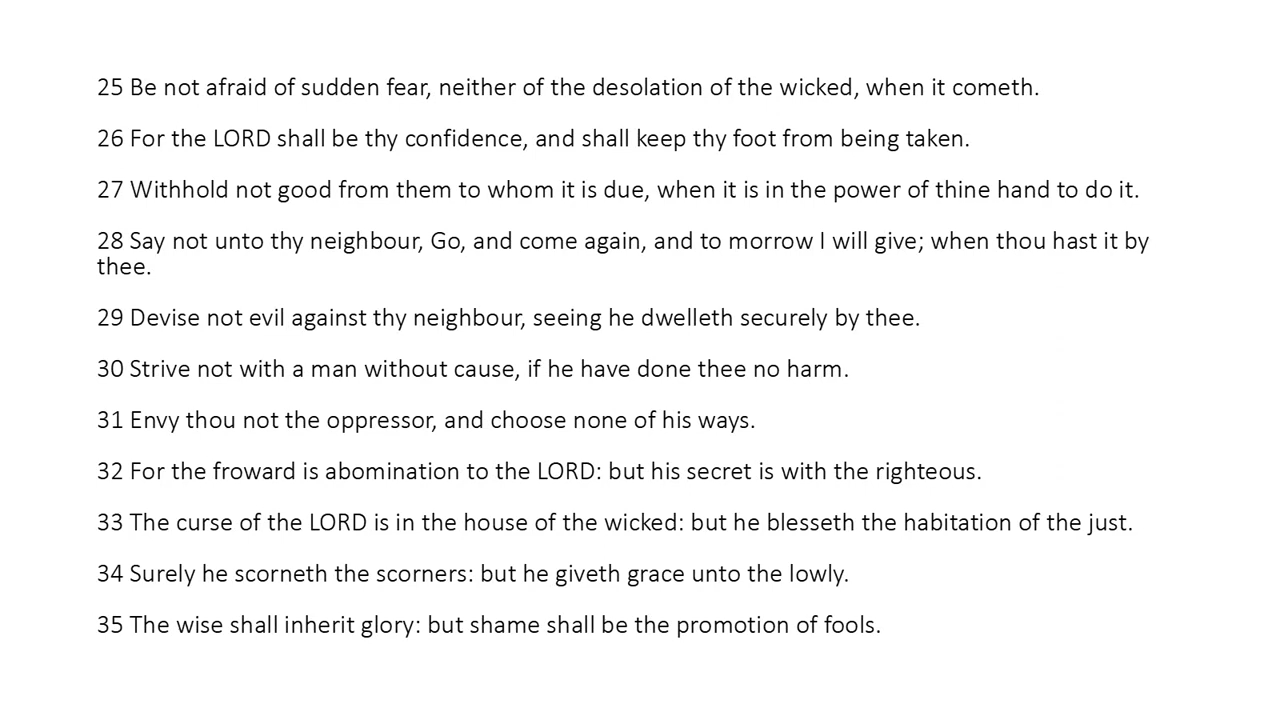 25 Be not afraid of sudden fear, neither of the desolation of the wicked, when it cometh.
26 For the LORD shall be thy confidence, and shall keep thy foot from being taken.
27 Withhold not good from them to whom it is due, when it is in the power of thine hand to do it.
28 Say not unto thy neighbour, Go, and come again, and to morrow I will give; when thou hast it by
thee.
29 Devise not evil against thy neighbour, seeing he dwelleth securely by thee.
30 Strive not with a man without cause, if he have done thee no harm.
31 Envy thou not the oppressor, and choose none of his ways.
32 For the froward is abomination to the LORD: but his secret is with the righteous.
33 The curse of the LORD is in the house of the wicked: but he blesseth the habitation of the just.
34 Surely he scorneth the scorners: but he giveth grace unto the lowly.
35 The wise shall inherit glory: but shame shall be the promotion of fools.